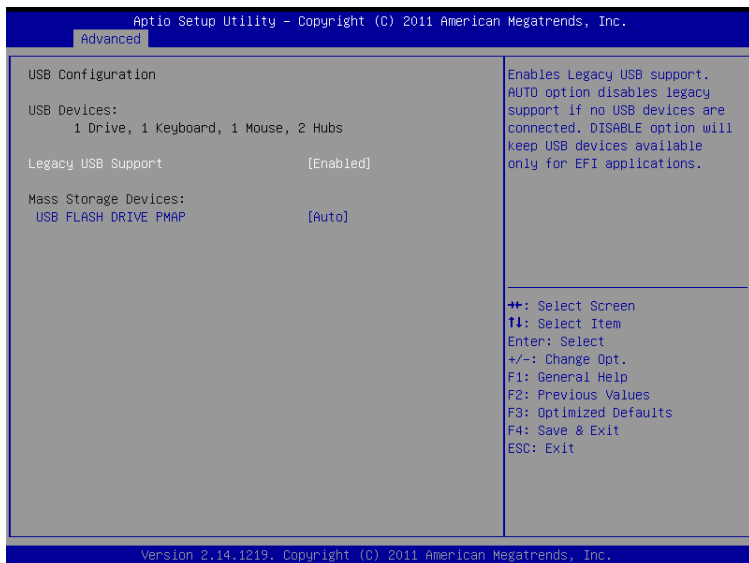 Aptio Setup Utility – Copyright (C) 2011 American Megatrends, Inc.
Advanced
USB Configuration
USB Devices:
1 Drive, 1 Keyboard, 1 Mouse, 2 Hubs
Legacy USB Support [Enabled]
Mass Storage Devices:
USB FLASH DRIVE PMAP [Auto]
Enables Legacy USB support.
AUTO option disables legacy
support if no USB devices are
connected. DISABLE option will
keep USB devices available
only for EFI applications.
→←: Select Screen
↑↓: Select Item
Enter: Select
+/-: Change Opt.
F1: General Help
F2: Previous Values
F3: Optimized Defaults
F4: Save & Exit
ESC: Exit
Version 2.14.1219. Copyright (C) 2011 American Megatrends, Inc.